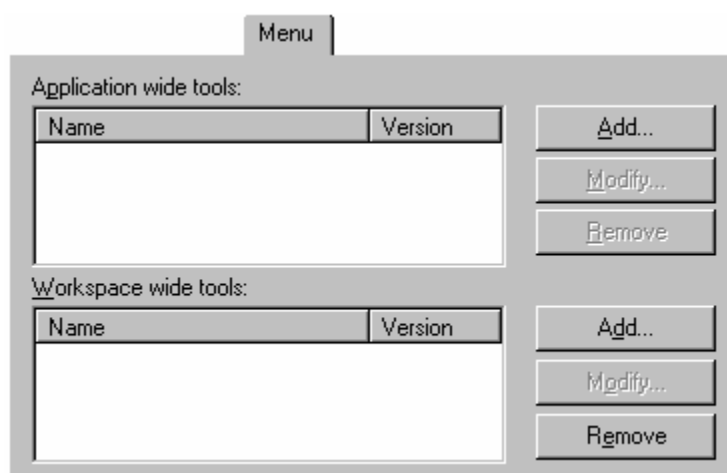 Menu
Application wide tools:
Name Version
Add...
Modify...
Remove
Workspace wide tools:
Name Version
Add...
Modify...
Remove